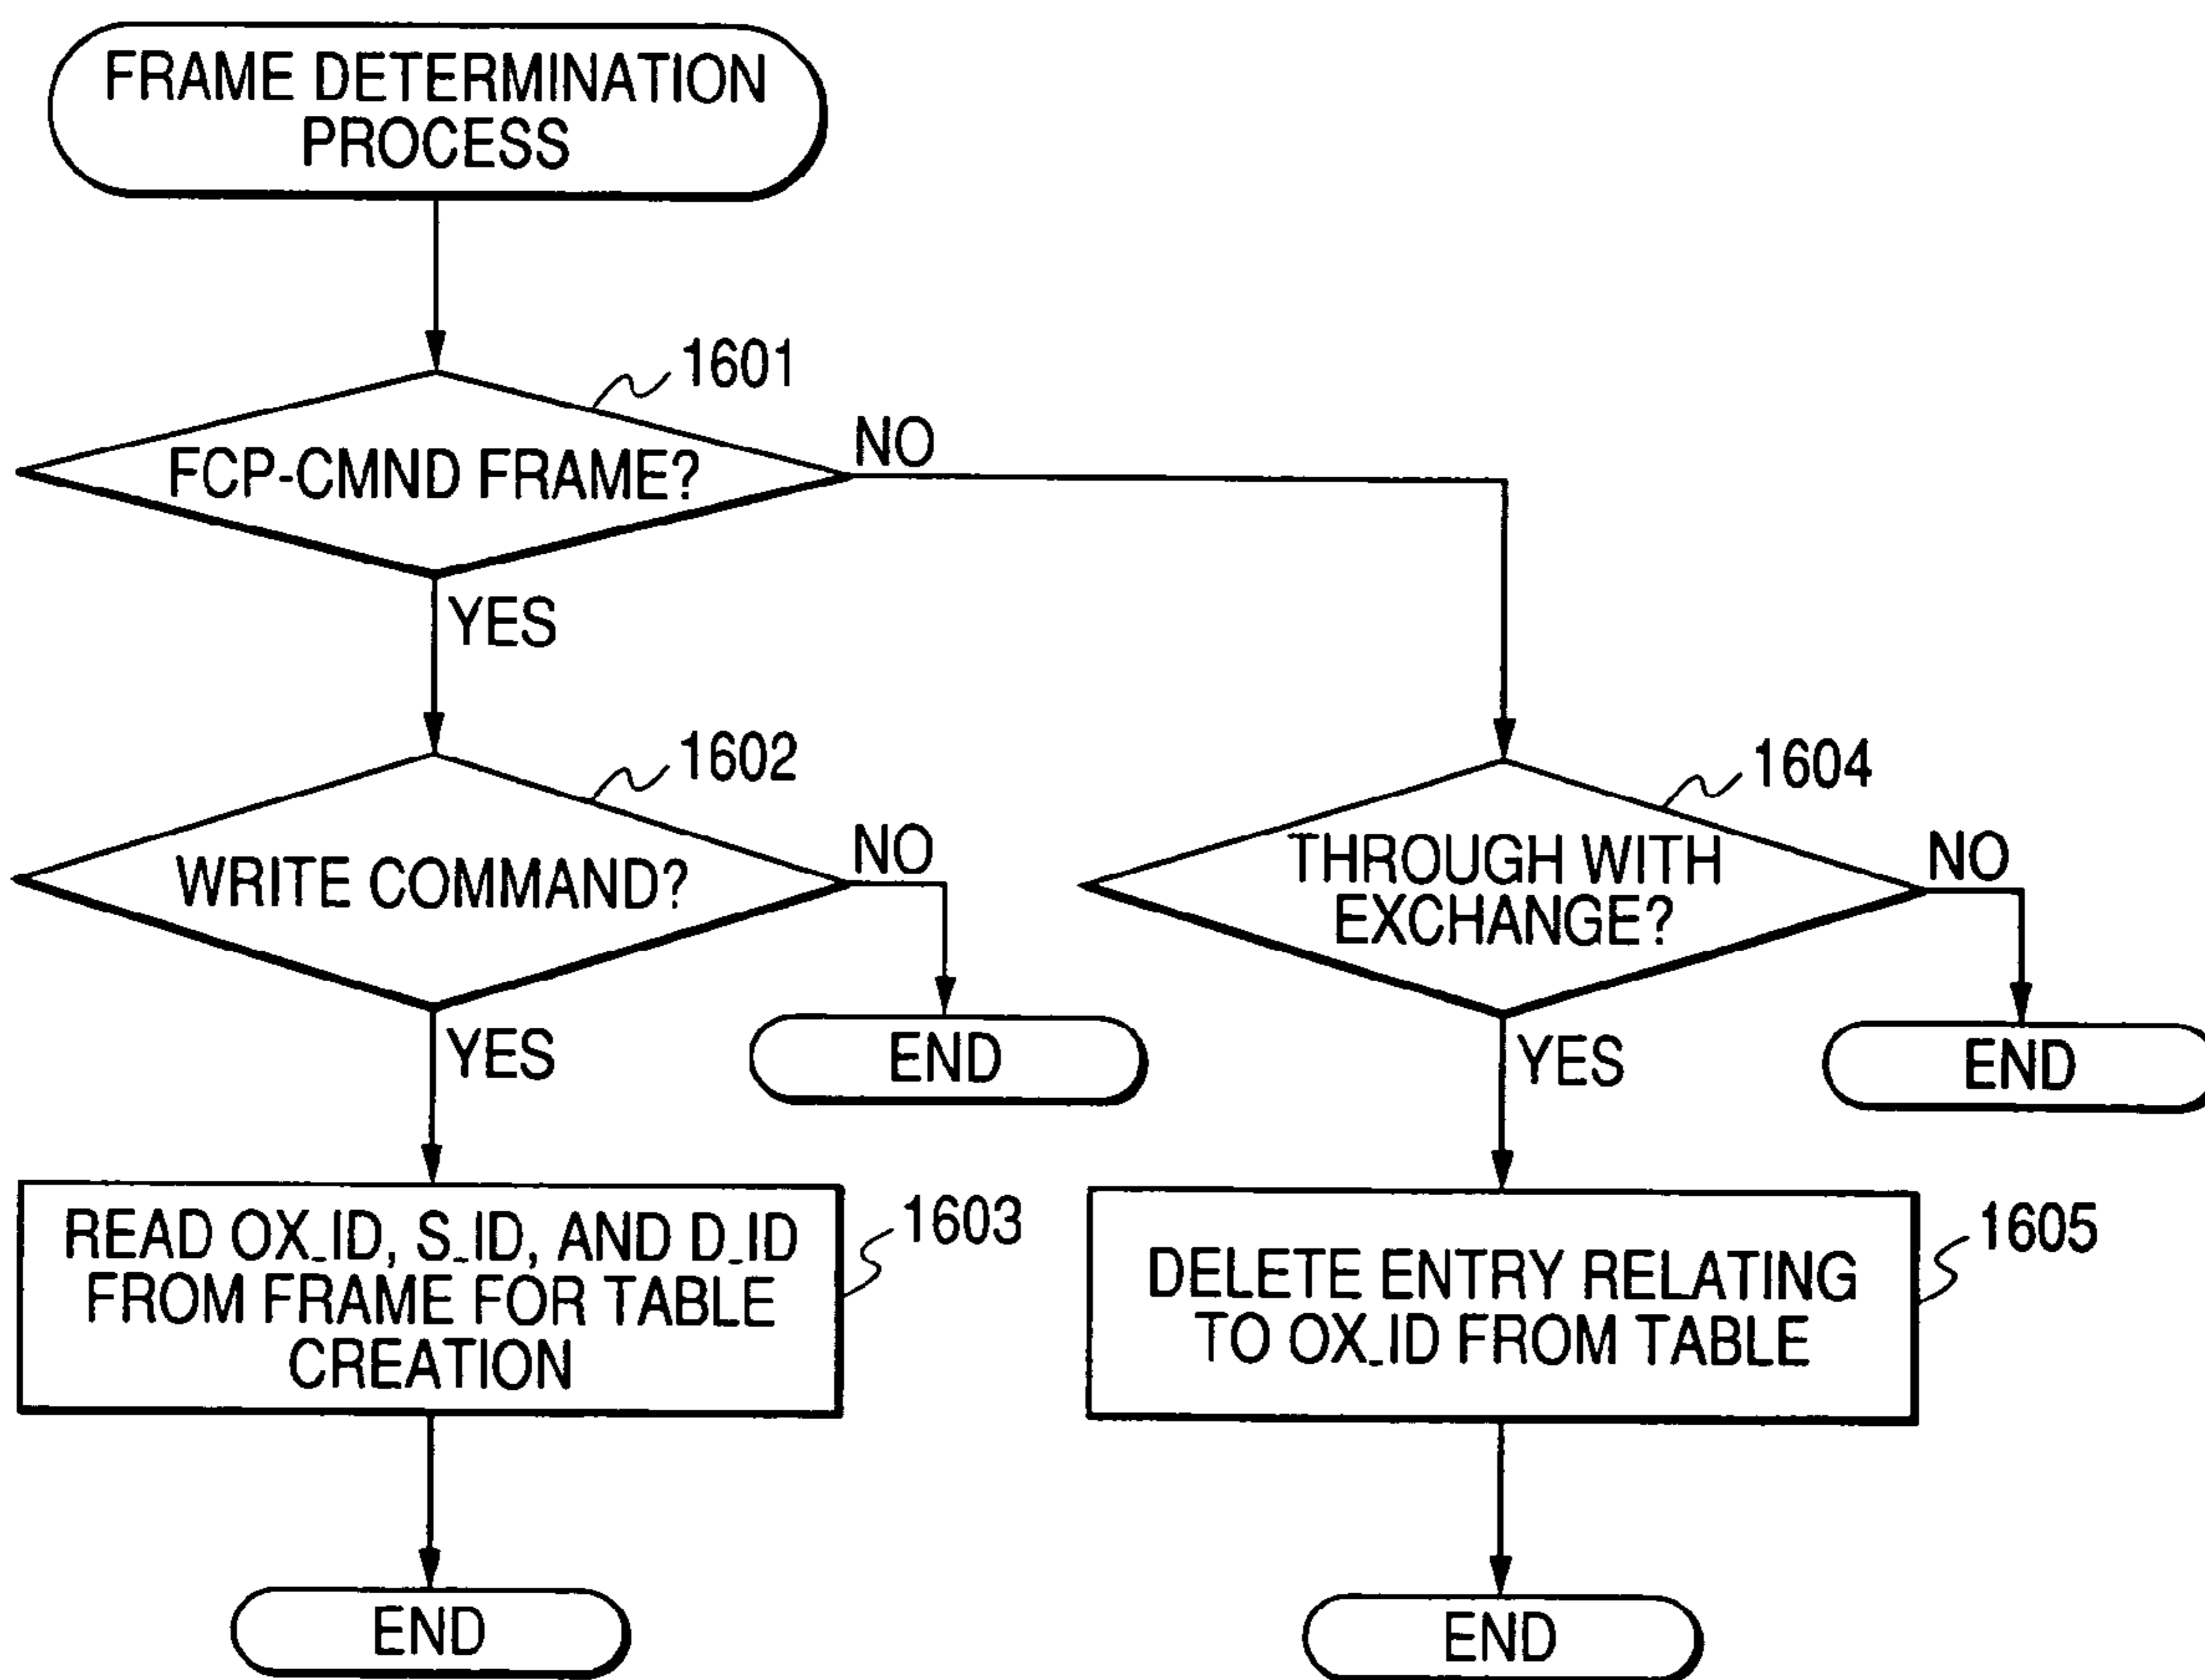 FRAME DETERMINATION
PROCESS
1601
FCP-CMND FRAME?
NO
YES
1602
WRITE COMMAND?
NO
END
YES
1603
READ OX_ID, S_ID, AND D_ID
FROM FRAME FOR TABLE
CREATION
END
1604
THROUGH WITH
EXCHANGE?
NO
END
YES
1605
DELETE ENTRY RELATING
TO OX_ID FROM TABLE
END